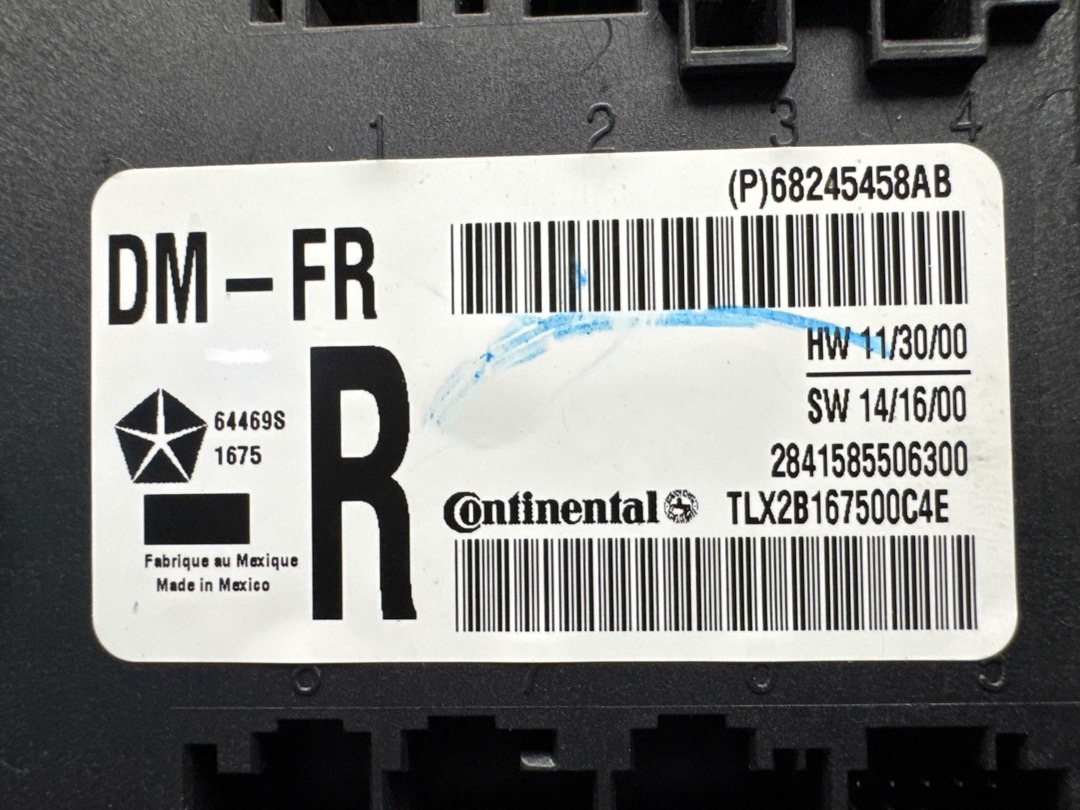 1 2 3 4
(P)68245458AB
DM-FR
HW 11/30/00
SW 14/16/00
R
64469S
1675
2841585506300
Continental TLX2B167500C4E
Fabrique au Mexique
Made in Mexico